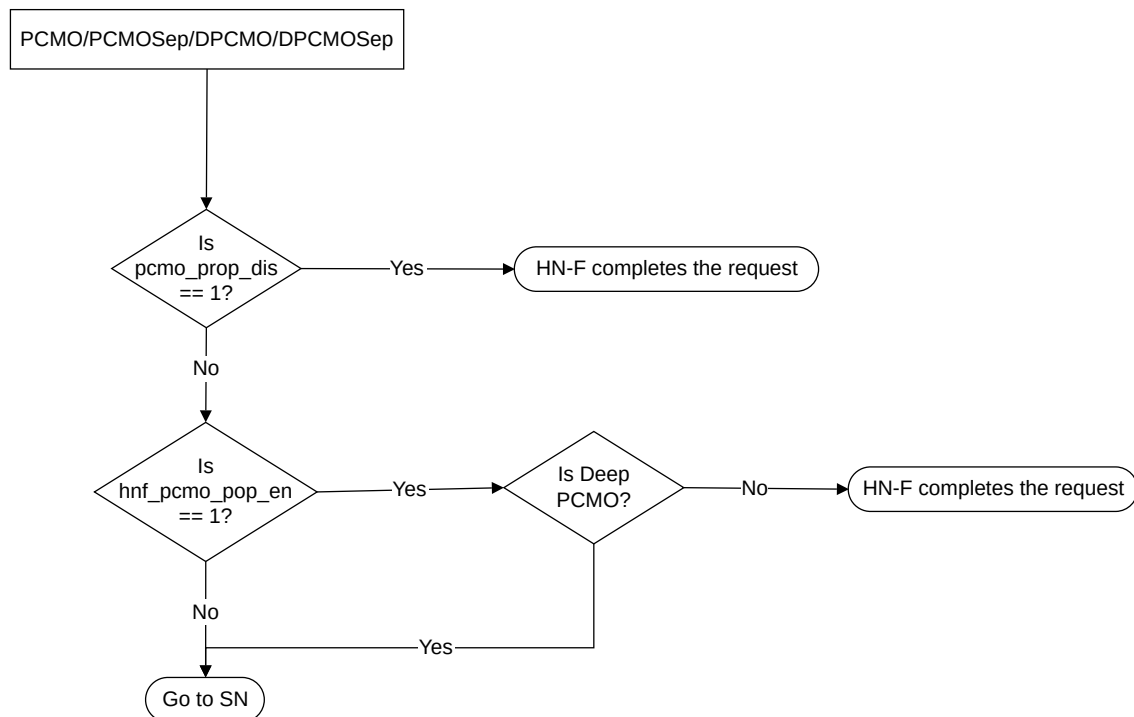 PCMO/PCMOSep/DPCMO/DPCMOSep
Is
pcmo_prop_dis
== 1?
Yes
HN-F completes the request
No
Is
hnf_pcmo_pop_en
== 1?
Yes
Is Deep
PCMO?
No
HN-F completes the request
No
Yes
Go to SN